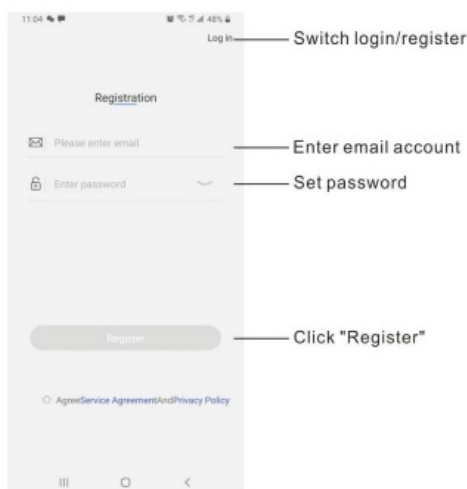 11:04 48%
Log in
Switch login/register
Registration
Please enter email
Enter email account
Enter password
Set password
Register
Click "Register"
AgreeService AgreementAndPrivacy Policy